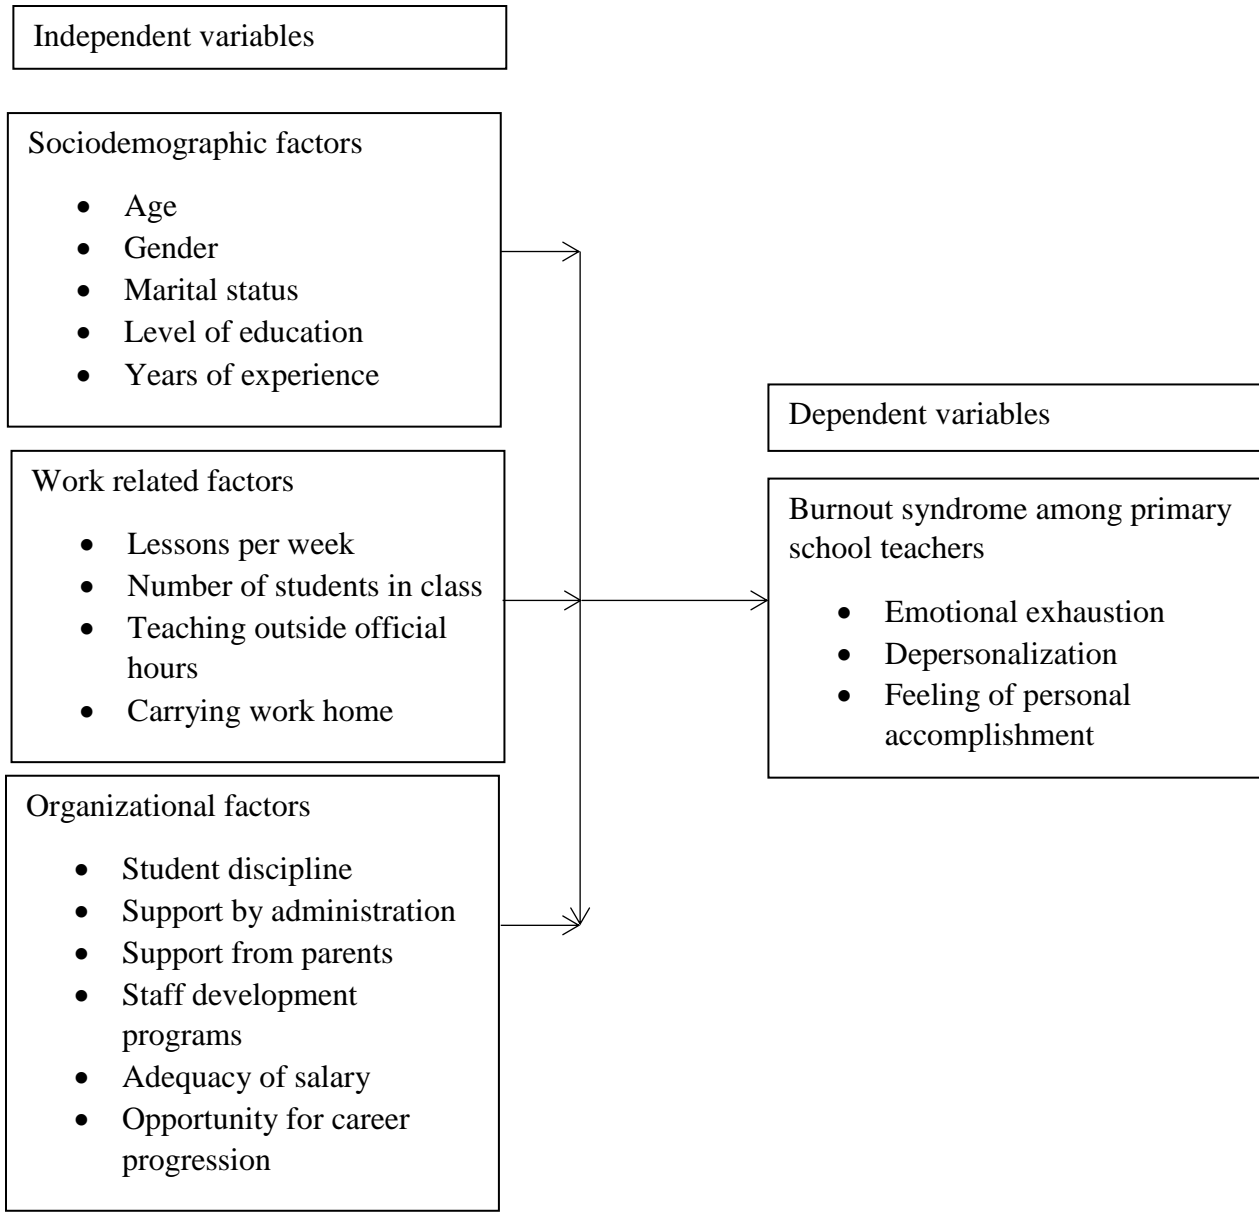 Independent variables
Sociodemographic factors
• Age
• Gender
• Marital status
• Level of education
• Years of experience
Work related factors
• Lessons per week
• Number of students in class
• Teaching outside official
hours
• Carrying work home
Organizational factors
• Student discipline
• Support by administration
• Support from parents
• Staff development
programs
• Adequacy of salary
• Opportunity for career
progression
Dependent variables
Burnout syndrome among primary
school teachers
• Emotional exhaustion
• Depersonalization
• Feeling of personal
accomplishment